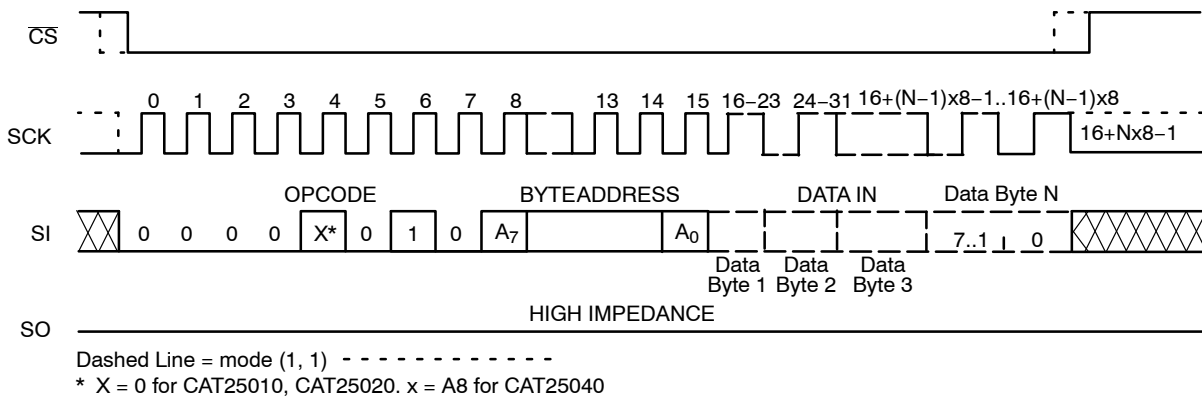 CS
0 1 2 3 4 5 6 7 8 13 14 15 16−23 24−31 16+(N−1)x8−1..16+(N−1)x8
SCK
16+Nx8−1
OPCODE BYTEADDRESS DATA IN Data Byte N
SI 0 0 0 0 X* 0 1 0 A7 A0 7..1 0
Data Byte 1 Data Byte 2 Data Byte 3
HIGH IMPEDANCE
SO
Dashed Line = mode (1, 1)
* X = 0 for CAT25010, CAT25020. x = A8 for CAT25040